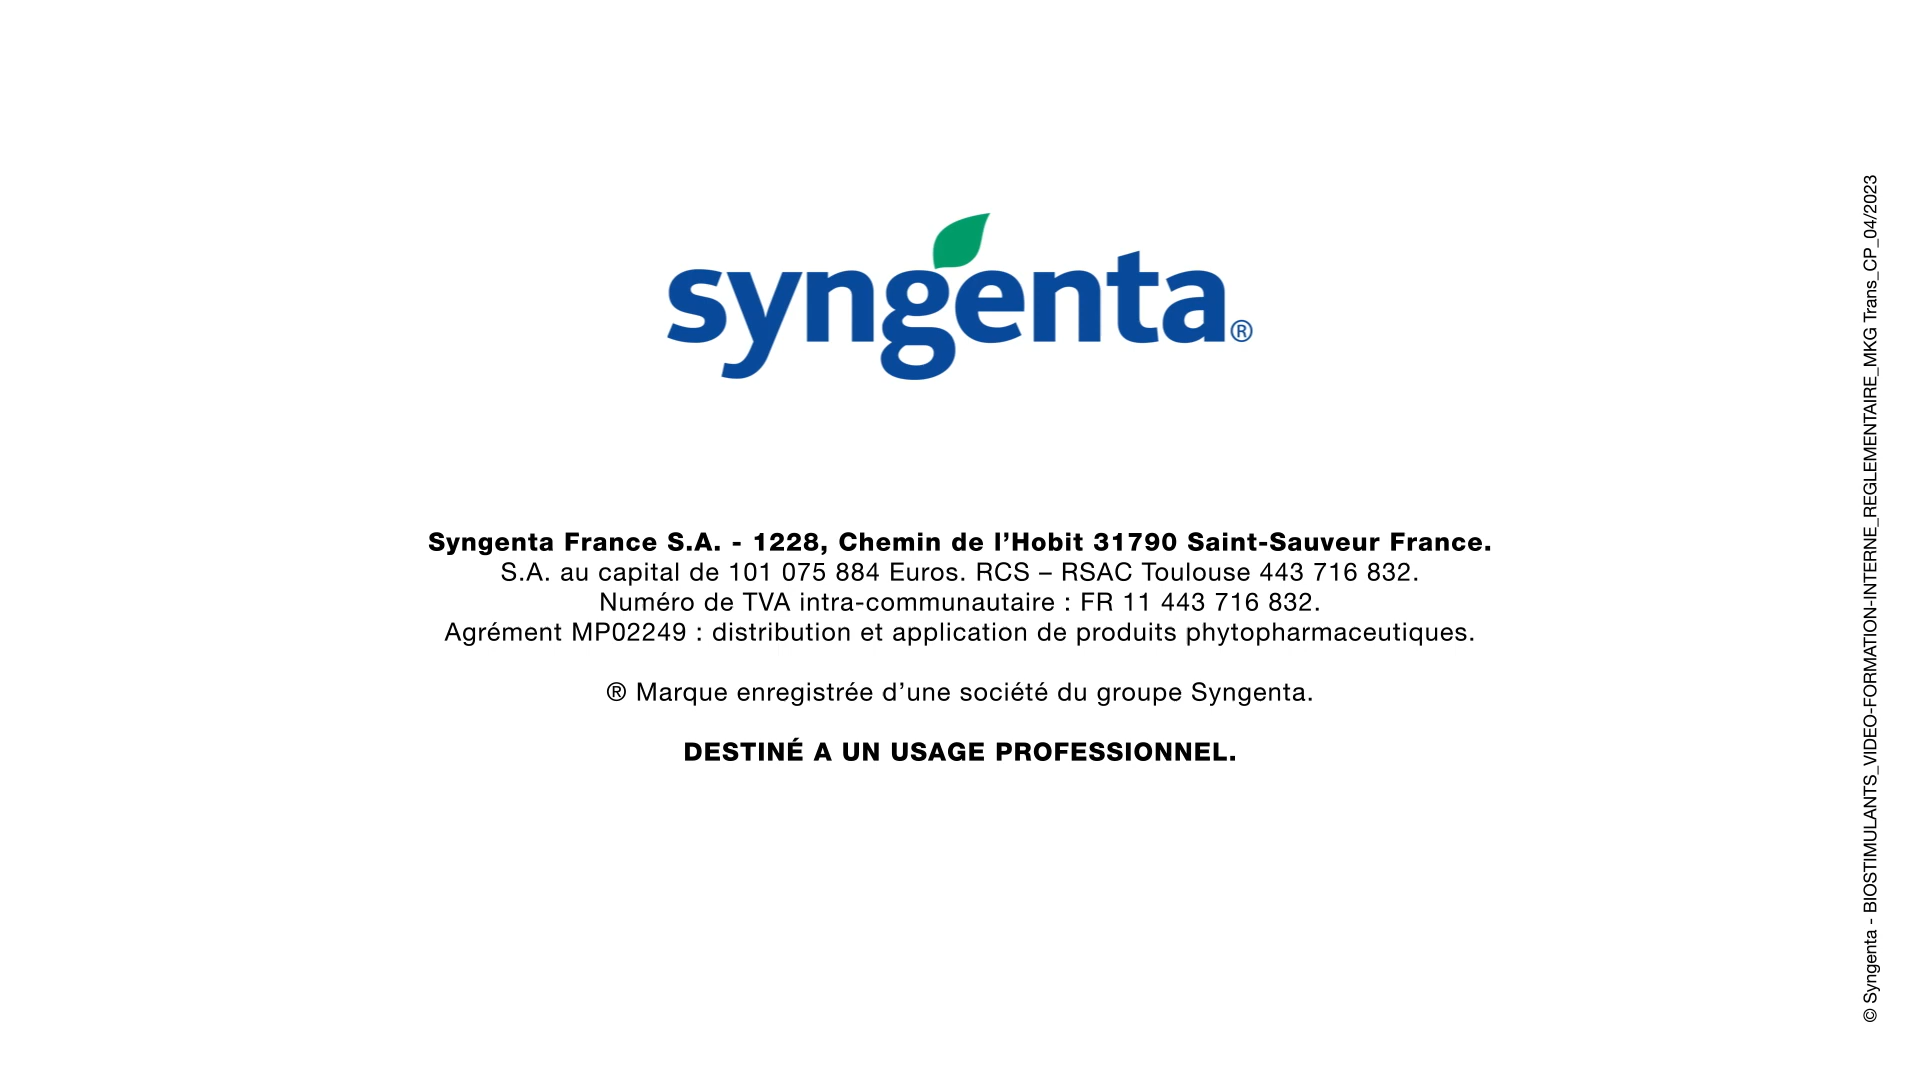 syngenta®
Syngenta France S.A. - 1228, Chemin de l’Hobit 31790 Saint-Sauveur France.
S.A. au capital de 101 075 884 Euros. RCS – RSAC Toulouse 443 716 832.
Numéro de TVA intra-communautaire : FR 11 443 716 832.
Agrément MP02249 : distribution et application de produits phytopharmaceutiques.
® Marque enregistrée d’une société du groupe Syngenta.
DESTINÉ A UN USAGE PROFESSIONNEL.
© Syngenta - BIOSTIMULANTS_VIDEO-FORMATION-INTERNE_REGLEMENTAIRE_MKG Trans_CP_04/2023